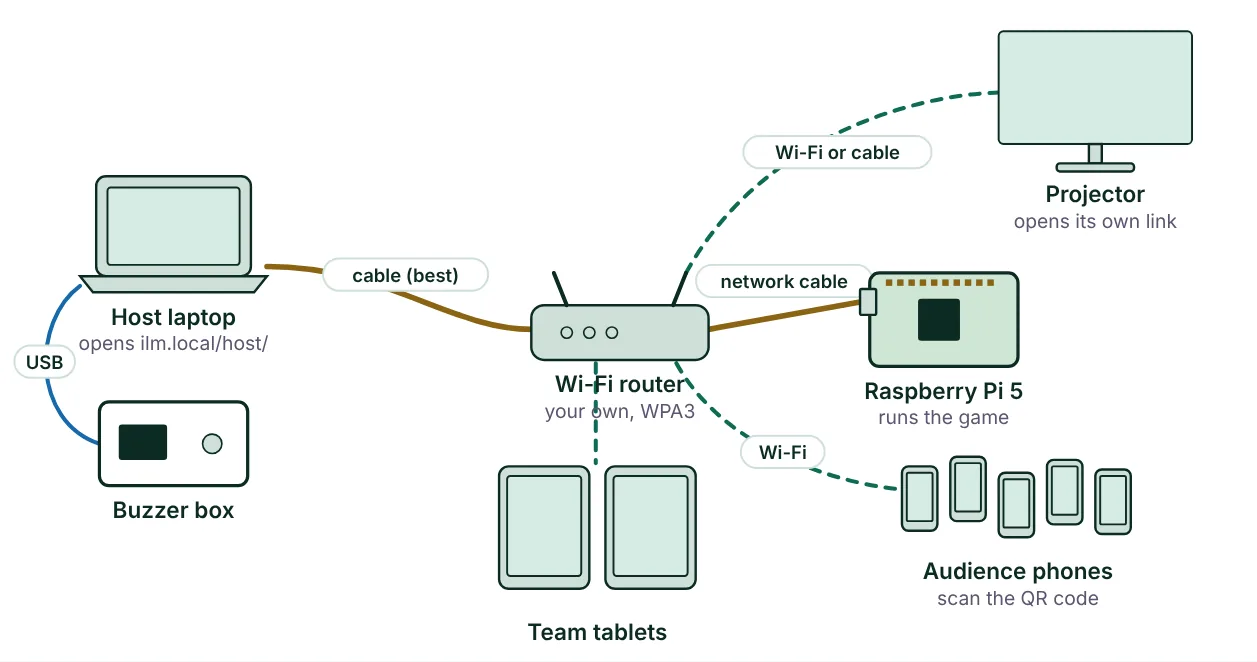 Wi-Fi or cable
Projector
opens its own link
cable (best)
network cable
Host laptop
opens ilm.local/host/
USB
Wi-Fi router
your own, WPA3
Raspberry Pi 5
runs the game
Wi-Fi
Buzzer box
Audience phones
scan the QR code
Team tablets